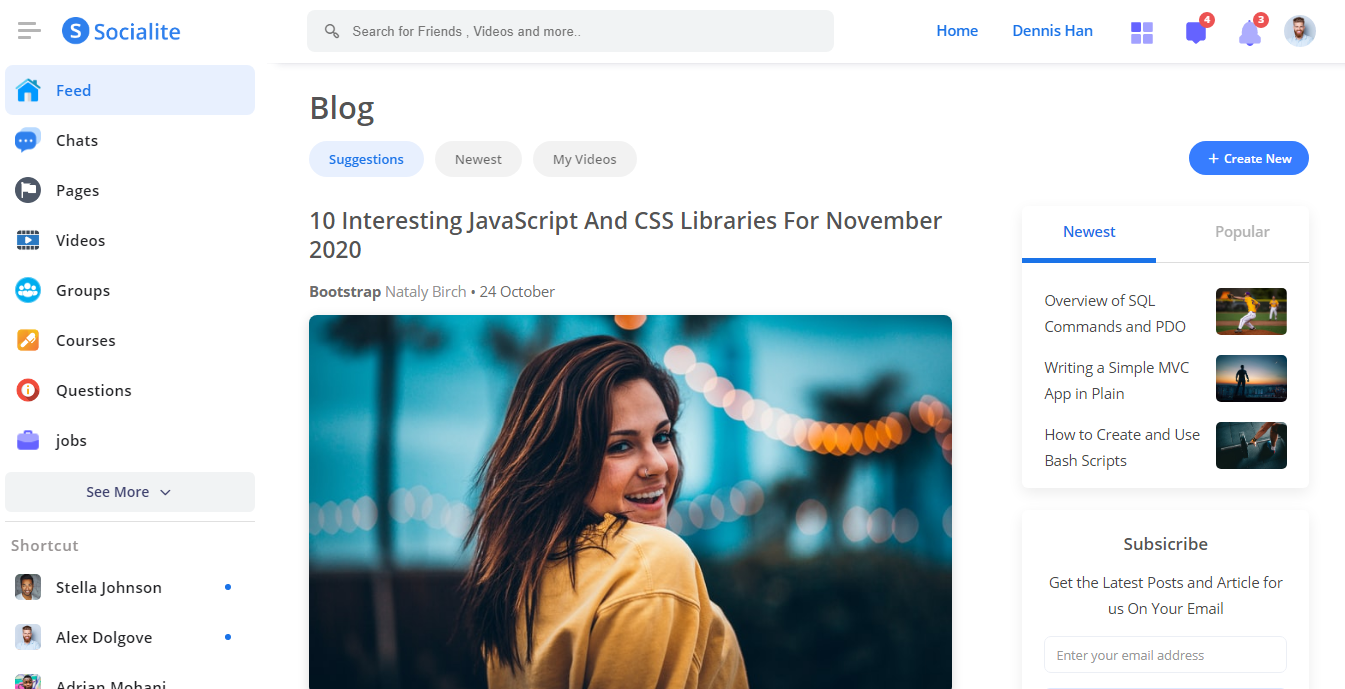 Socialite
Search for Friends , Videos and more..
Home
Dennis Han
4
3
Feed
Chats
Pages
Videos
Groups
Courses
Questions
jobs
See More
Shortcut
Stella Johnson
Alex Dolgove
Adrian Mohani
Blog
Suggestions
Newest
My Videos
+ Create New
10 Interesting JavaScript And CSS Libraries For November
2020
Bootstrap Nataly Birch • 24 October
Newest
Popular
Overview of SQL
Commands and PDO
Writing a Simple MVC
App in Plain
How to Create and Use
Bash Scripts
Subsicribe
Get the Latest Posts and Article for
us On Your Email
Enter your email address